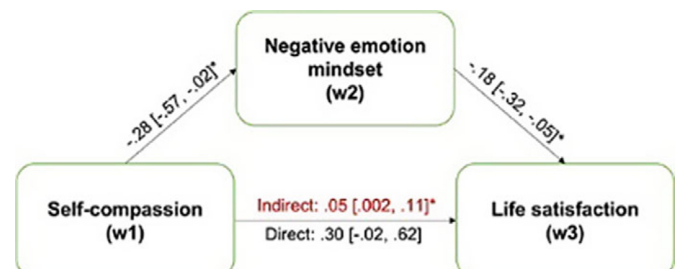 Negative emotion
mindset
(w2)
-.28 [-.57, -.02]*
-.18 [-.32, -.05]*
Self-compassion
(w1)
Indirect: .05 [.002, .11]*
Direct: .30 [-.02, .62]
Life satisfaction
(w3)